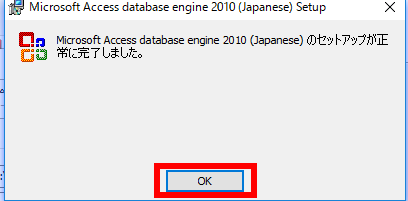 Microsoft Access database engine 2010 (Japanese) Setup
Microsoft Access database engine 2010 (Japanese) のセットアップが正
常に完了しました。
OK